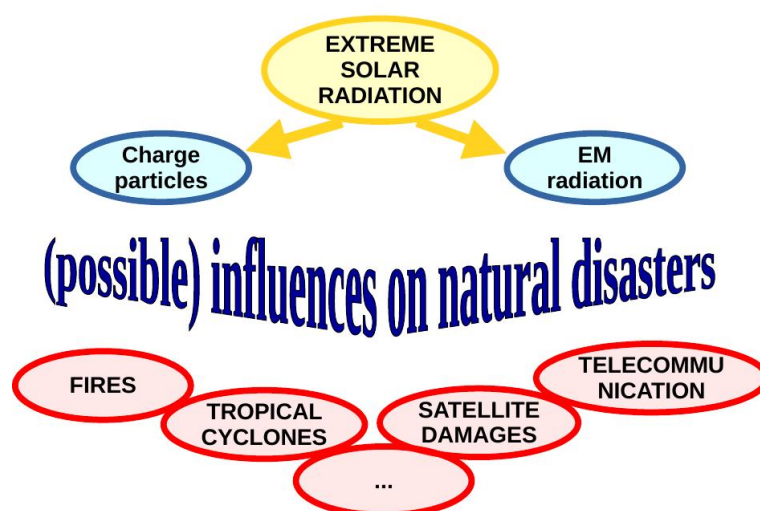 EXTREME
SOLAR
RADIATION
Charge
particles
EM
radiation
(possible) influences on natural disasters
FIRES
TROPICAL
CYCLONES
SATELLITE
DAMAGES
TELECOMMU
NICATION
...